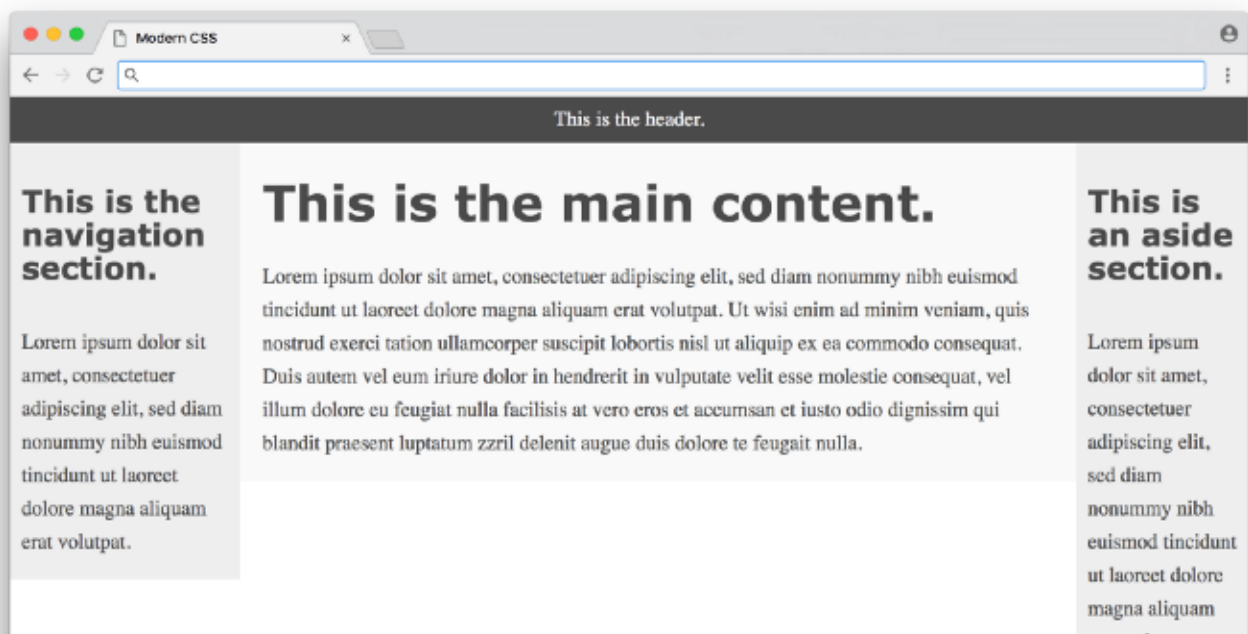 Modern CSS
This is the header.
This is the
navigation
section.
Lorem ipsum dolor sit
amet, consectetuer
adipiscing elit, sed diam
nonummy nibh euismod
tincidunt ut laoreet
dolore magna aliquam
erat volutpat.
This is the main content.
Lorem ipsum dolor sit amet, consectetuer adipiscing elit, sed diam nonummy nibh euismod
tincidunt ut laoreet dolore magna aliquam erat volutpat. Ut wisi enim ad minim veniam, quis
nostrud exerci tation ullamcorper suscipit lobortis nisl ut aliquip ex ea commodo consequat.
Duis autem vel eum iriure dolor in hendrerit in vulputate velit esse molestie consequat, vel
illum dolore eu feugiat nulla facilisis at vero eros et accumsan et iusto odio dignissim qui
blandit praesent luptatum zzril delenit augue duis dolore te feugait nulla.
This is
an aside
section.
Lorem ipsum
dolor sit amet,
consectetuer
adipiscing elit,
sed diam
nonummy nibh
euismod tincidunt
ut laoreet dolore
magna aliquam